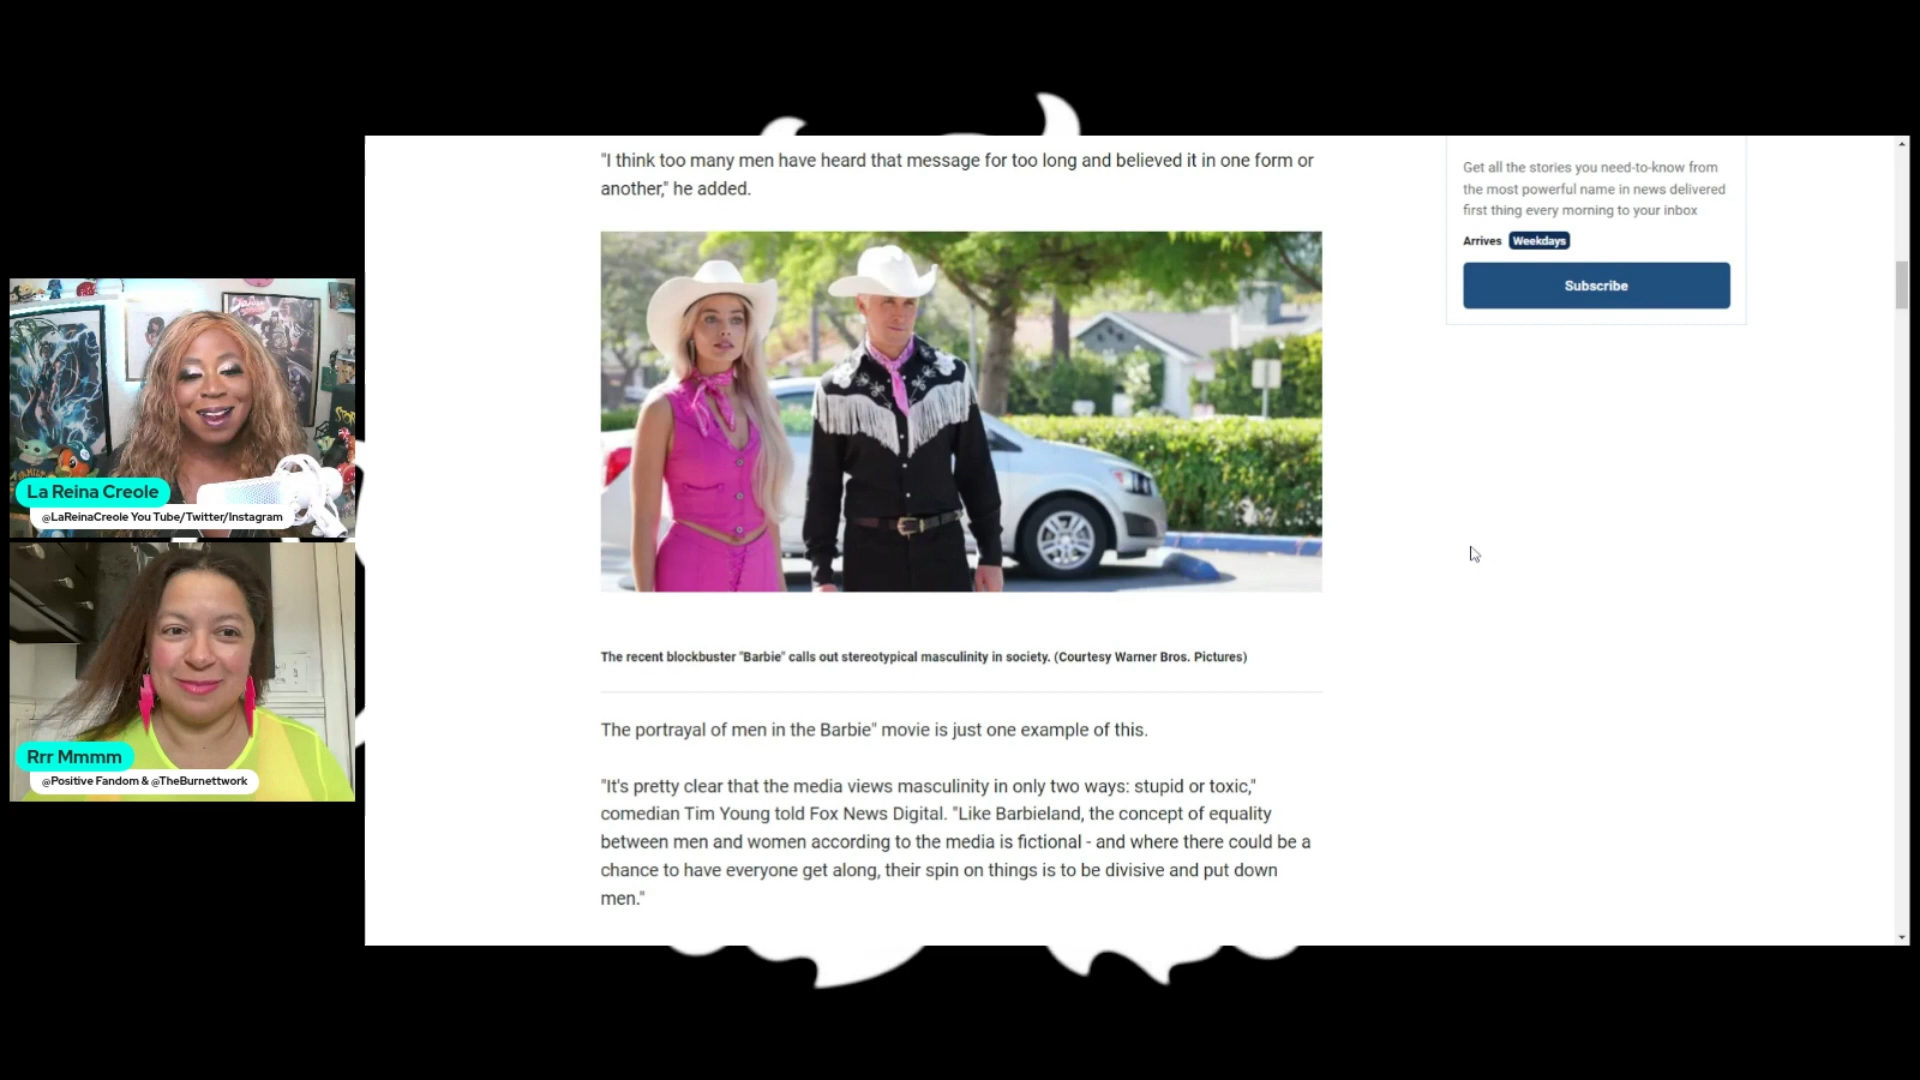 "I think too many men have heard that message for too long and believed it in one form or
another," he added.
Get all the stories you need-to-know from
the most powerful name in news delivered
first thing every morning to your inbox
Arrives Weekdays
Subscribe
La Reina Creole
@LaReinaCreole You Tube/Twitter/Instagram
Rrr Mmmm
@Positive Fandom & @TheBurnettwork
The recent blockbuster "Barbie" calls out stereotypical masculinity in society. (Courtesy Warner Bros. Pictures)
The portrayal of men in the Barbie" movie is just one example of this.
"It's pretty clear that the media views masculinity in only two ways: stupid or toxic,"
comedian Tim Young told Fox News Digital. "Like Barbieland, the concept of equality
between men and women according to the media is fictional - and where there could be a
chance to have everyone get along, their spin on things is to be divisive and put down
men."